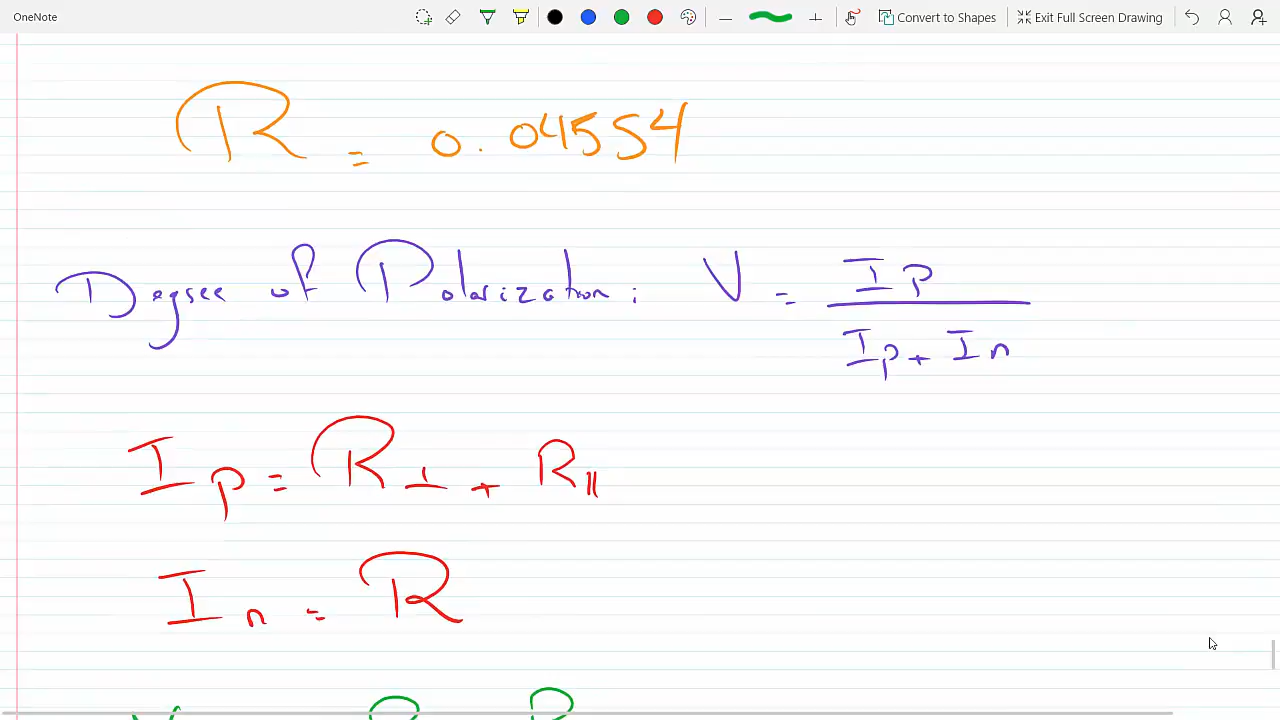 OneNote Convert to Shapes Exit Full Screen Drawing
R = 0.04554
Degree of Polarization: V = Ip / Ip + In
Ip = R⊥ + R||
In = R